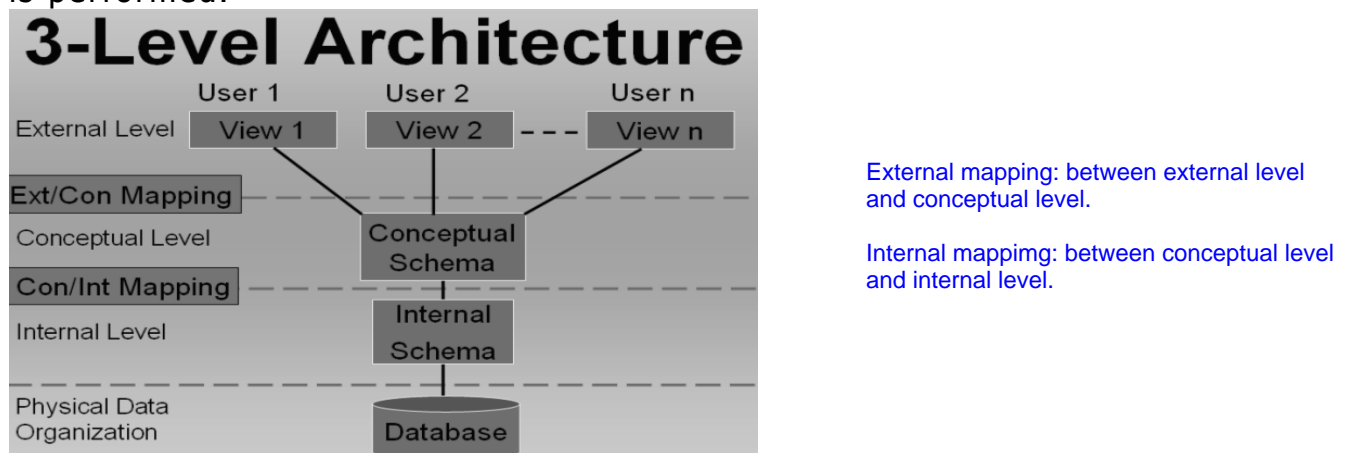 is performed.
3-Level Architecture
User 1 User 2 User n
External Level View 1 View 2 --- View n
Ext/Con Mapping
Conceptual Level
Conceptual
Schema
Con/Int Mapping
Internal Level
Internal
Schema
Physical Data
Organization
Database
External mapping: between external level
and conceptual level.
Internal mappimg: between conceptual level
and internal level.